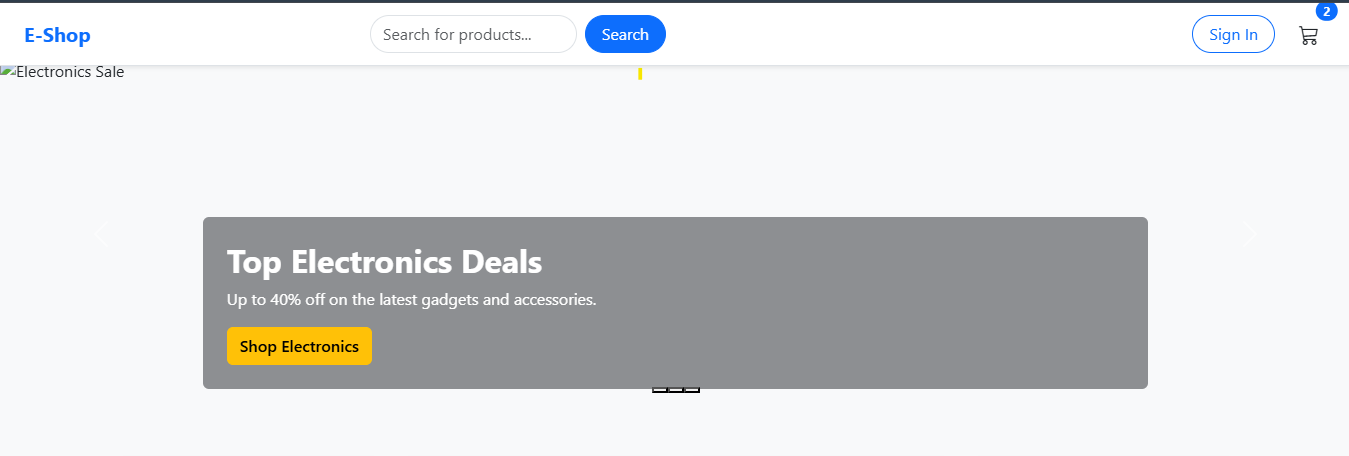 E-Shop
Search for products...
Search
Sign In
2
Electronics Sale
Top Electronics Deals
Up to 40% off on the latest gadgets and accessories.
Shop Electronics